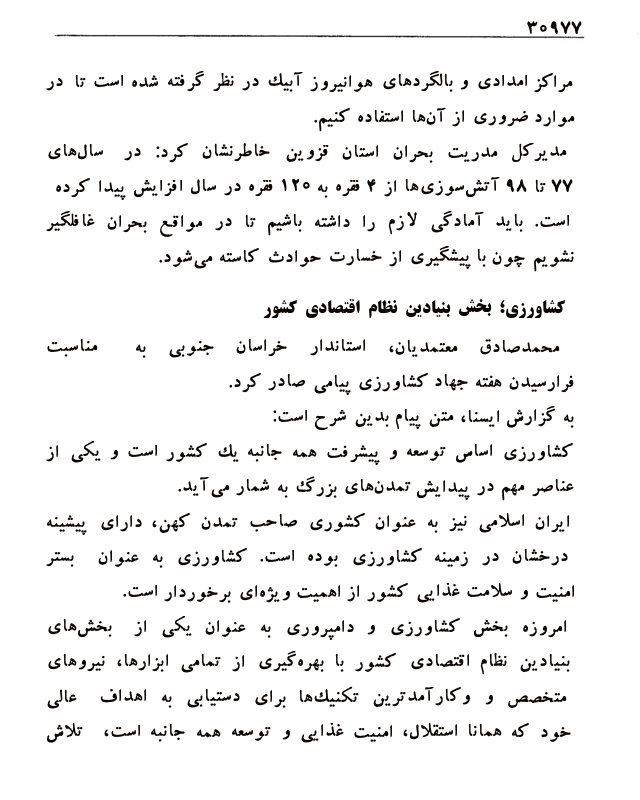 ۳۰۹۷۷
مراکز امدادی و بالگردهای هوانیروز آبیك در نظر گرفته شده است تا در
موارد ضروری از آن‌ها استفاده کنیم.
مدیرکل مدریت بحران استان قزوین خاطرنشان کرد: در سال‌های
۷۷ تا ۹۸ آتش‌سوزی‌ها از ۴ فقره به ۱۲۰ فقره در سال افزایش پیدا کرده
است. باید آمادگی لازم را داشته باشیم تا در مواقع بحران غافلگیر
نشویم چون با پیشگیری از خسارت حوادث کاسته می‌شود.
کشاورزی؛ بخش بنیادین نظام اقتصادی کشور
محمدصادق معتمدیان، استاندار خراسان جنوبی به مناسبت
فرارسیدن هفته جهاد کشاورزی پیامی صادر کرد.
به گزارش ایسنا، متن پیام بدین شرح است:
کشاورزی اساس توسعه و پیشرفت همه جانبه یك کشور است و یکی از
عناصر مهم در پیدایش تمدن‌های بزرگ به شمار می‌آید.
ایران اسلامی نیز به عنوان کشوری صاحب تمدن کهن، دارای پیشینه
درخشان در زمینه کشاورزی بوده است. کشاورزی به عنوان بستر
امنیت و سلامت غذایی کشور از اهمیت ویژه‌ای برخوردار است.
امروزه بخش کشاورزی و دامپروری به عنوان یکی از بخش‌های
بنیادین نظام اقتصادی کشور با بهره‌گیری از تمامی ابزارها، نیروهای
متخصص و وکارآمدترین تکنیك‌ها برای دستیابی به اهداف عالی
خود که همانا استقلال، امنیت غذایی و توسعه همه جانبه است، تلاش